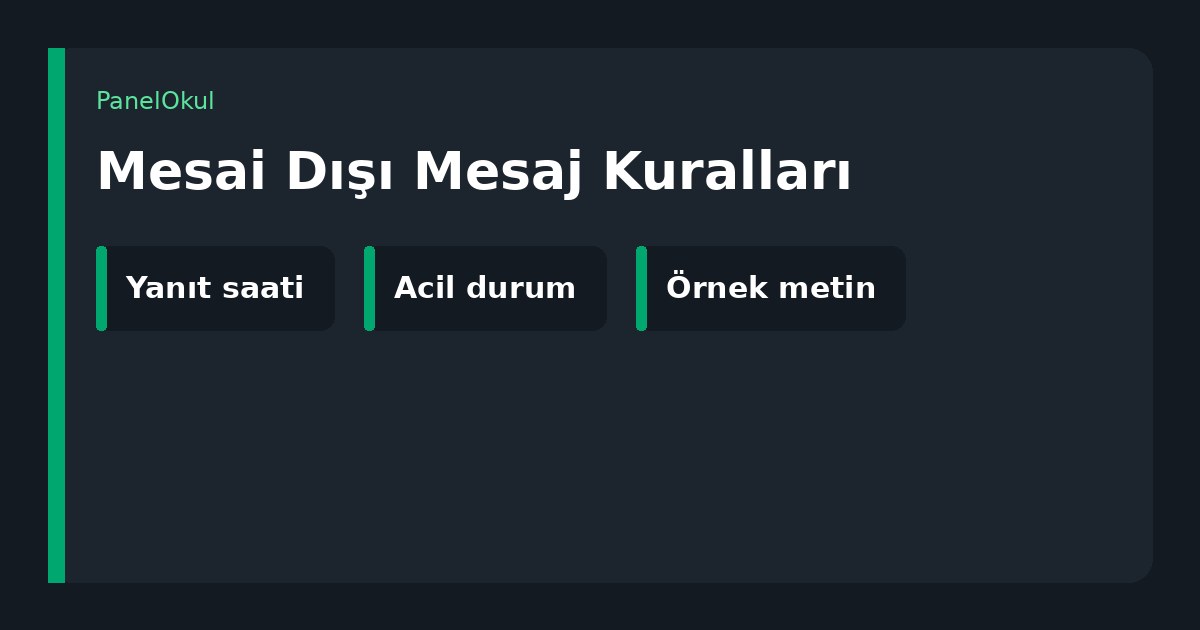 PanelOkul
Mesai Dışı Mesaj Kuralları
Yanıt saati
Acil durum
Örnek metin